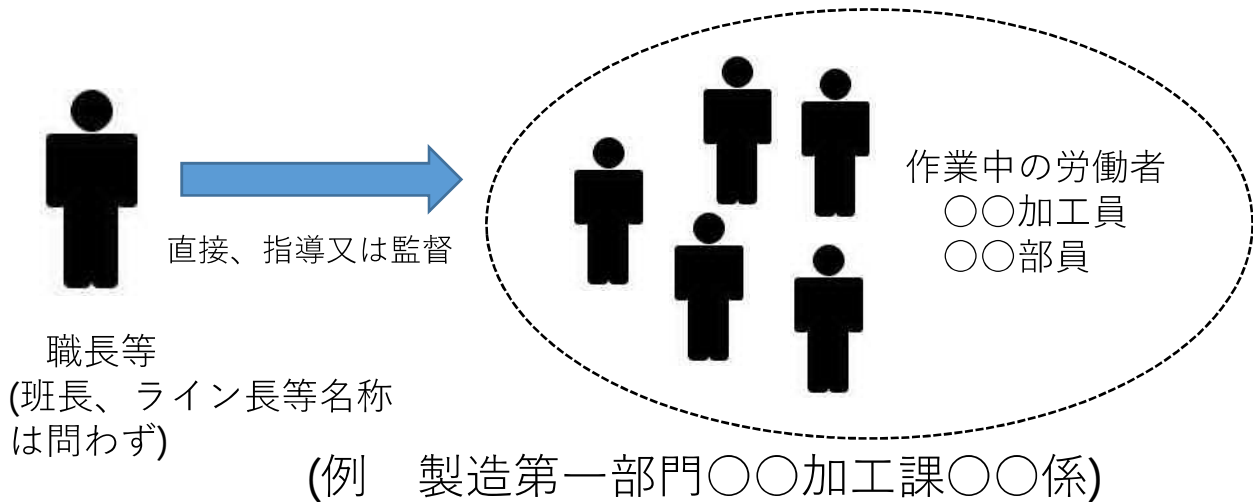 作業中の労働者
○○加工員
○○部員
直接、指導又は監督
職長等
(班長、ライン長等名称
は問わず)
(例　製造第一部門○○加工課○○係)